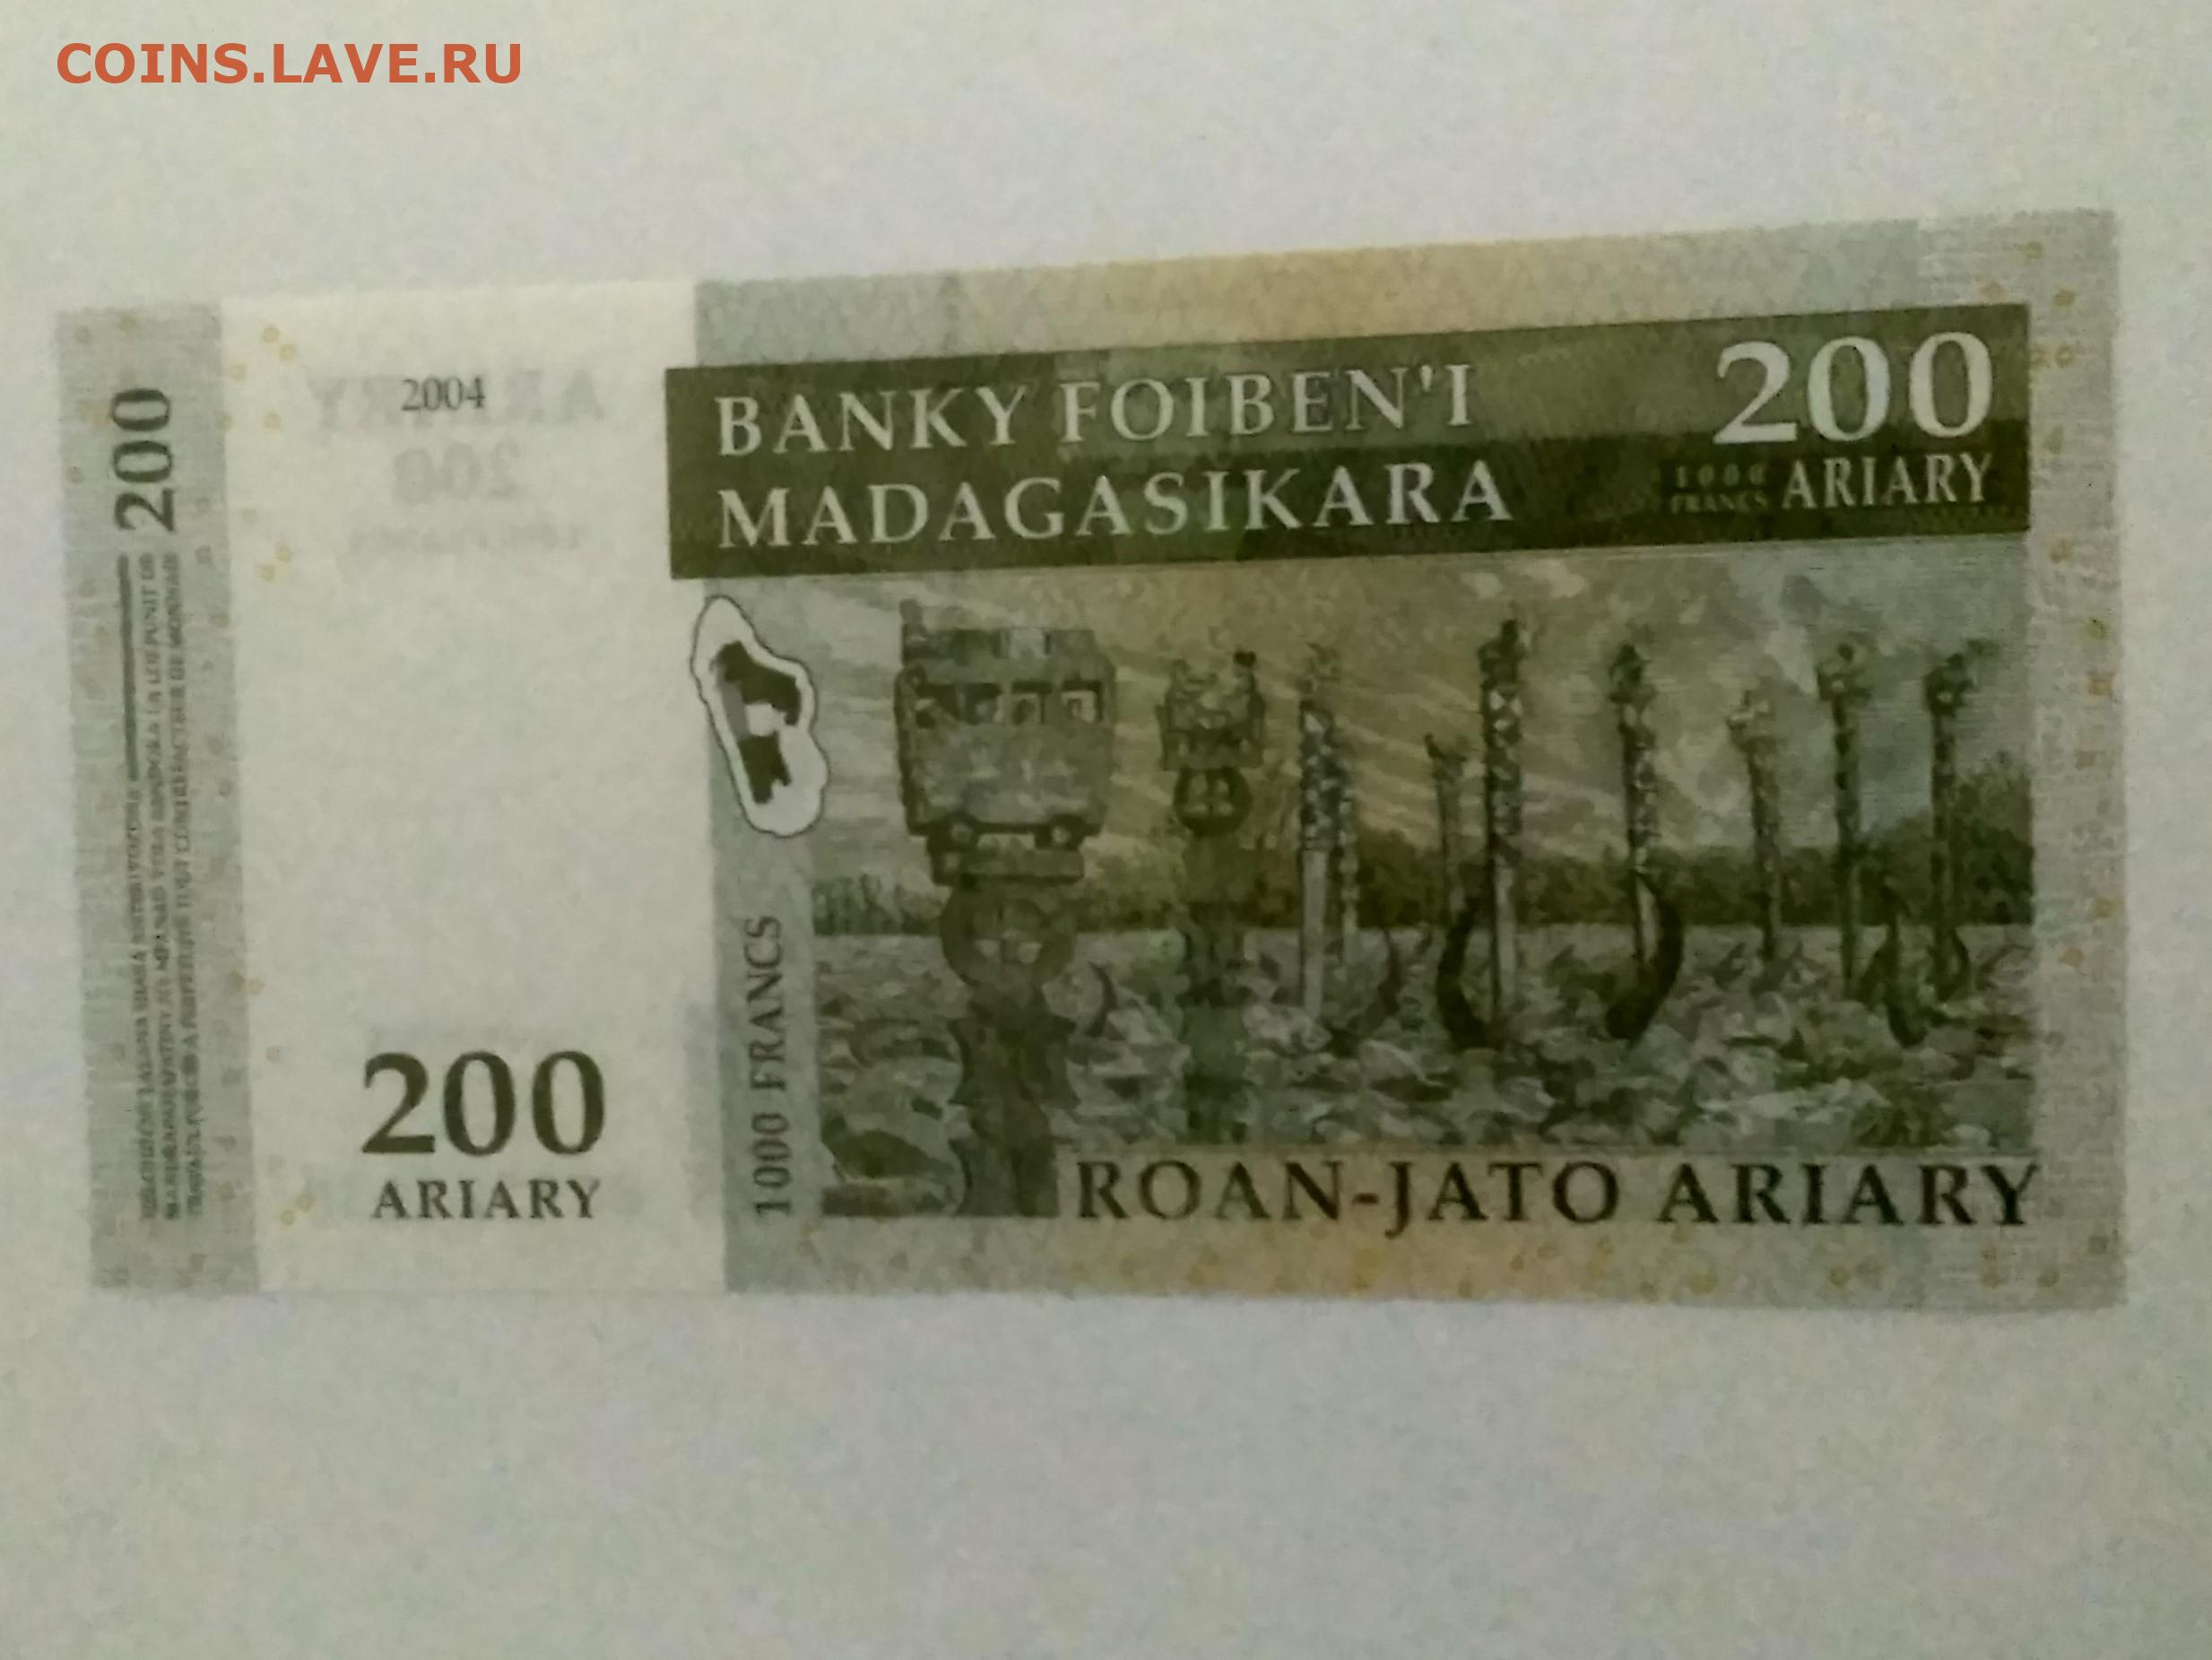 COINS.LAVE.RU
200
2004
BANKY FOIBEN'I
MADAGASIKARA
200
1000
FRANCS
ARIARY
1000 FRANCS
200
ARIARY
ROAN-JATO ARIARY